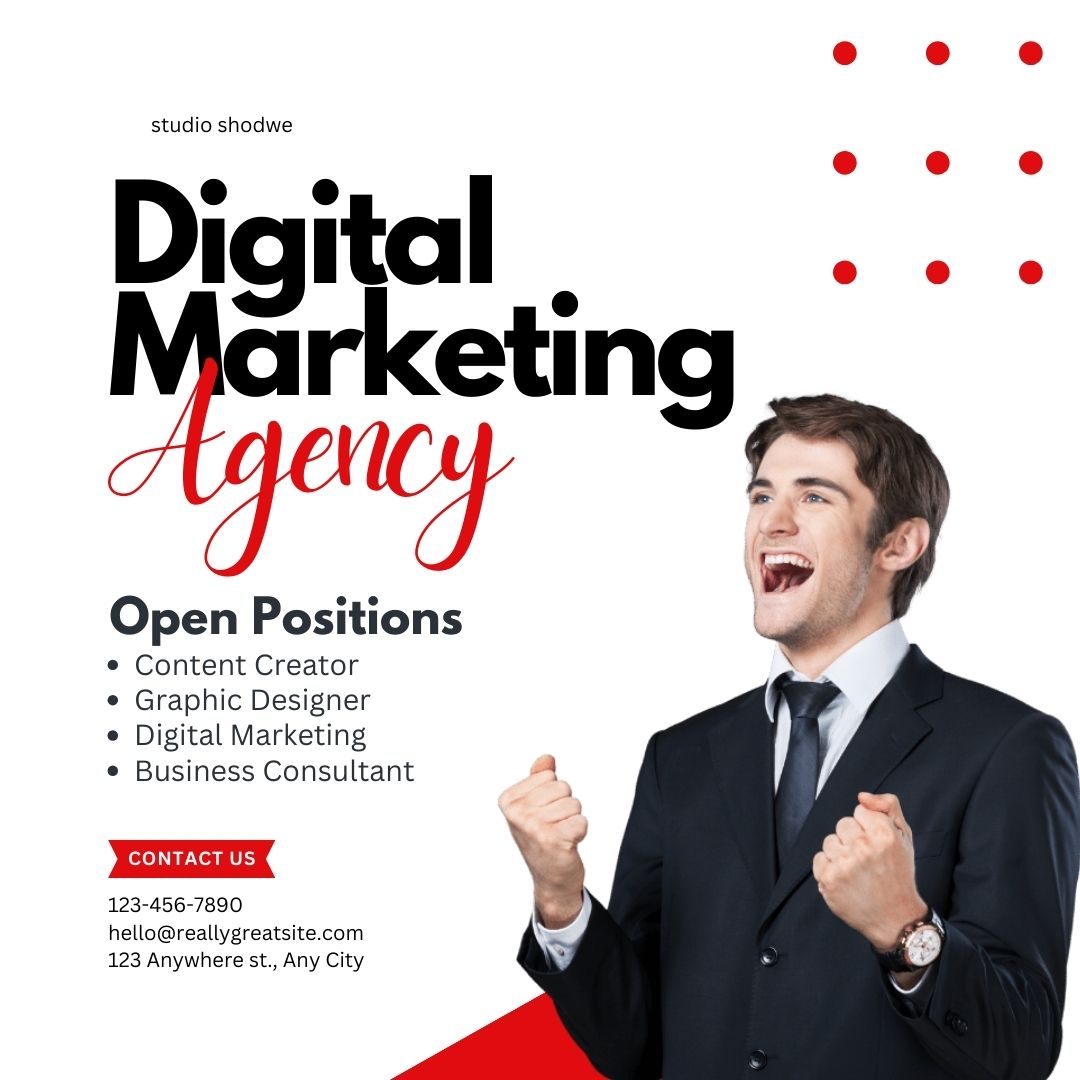 studio shodwe
Digital
Marketing
Agency
Open Positions
• Content Creator
• Graphic Designer
• Digital Marketing
• Business Consultant
CONTACT US
123-456-7890
hello@reallygreatsite.com
123 Anywhere st., Any City